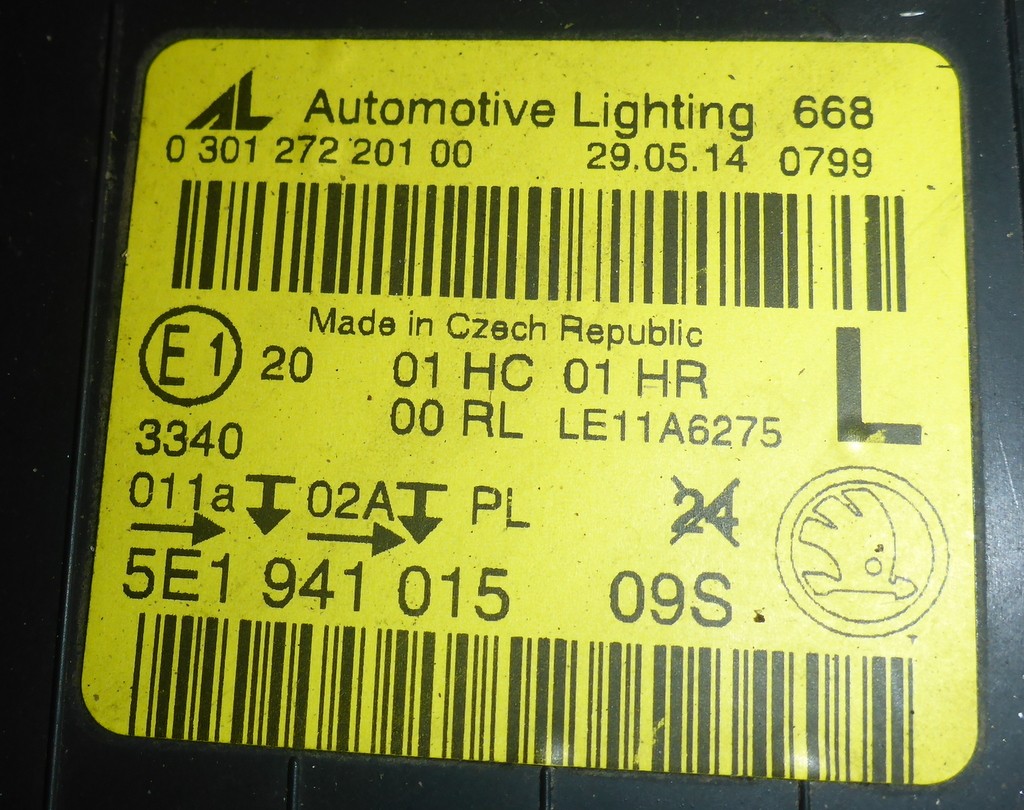 AL Automotive Lighting 668
0 301 272 201 00 29.05.14 0799
Made in Czech Republic
E1 20 01 HC 01 HR L
3340 00 RL LE11A6275
011a 02A PL 24
5E1 941 015 09S